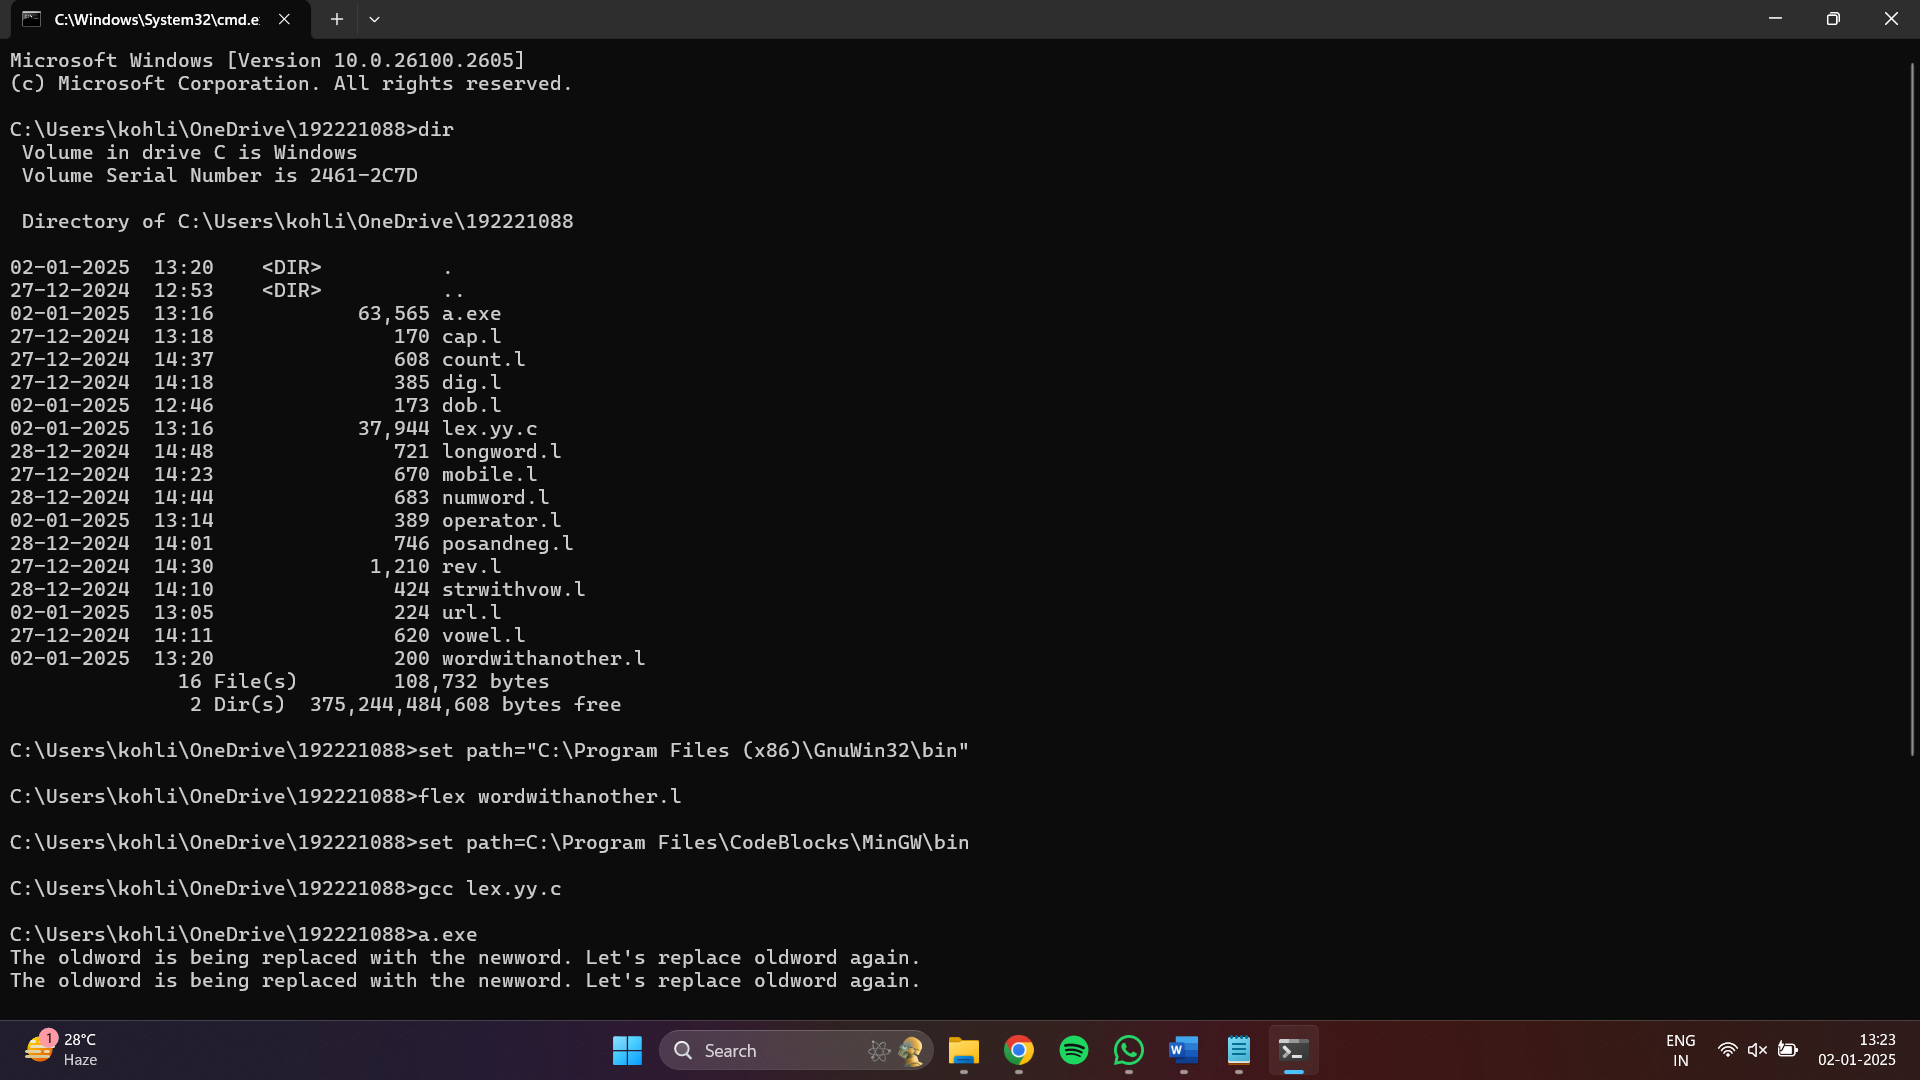 C:\Windows\System32\cmd.e
Microsoft Windows [Version 10.0.26100.2605]
(c) Microsoft Corporation. All rights reserved.
C:\Users\kohli\OneDrive\192221088>dir
 Volume in drive C is Windows
 Volume Serial Number is 2461-2C7D
 Directory of C:\Users\kohli\OneDrive\192221088
02-01-2025  13:20    <DIR>          .
27-12-2024  12:53    <DIR>          ..
02-01-2025  13:16            63,565 a.exe
27-12-2024  13:18               170 cap.l
27-12-2024  14:37               608 count.l
27-12-2024  14:18               385 dig.l
02-01-2025  12:46               173 dob.l
02-01-2025  13:16            37,944 lex.yy.c
28-12-2024  14:48               721 longword.l
27-12-2024  14:23               670 mobile.l
28-12-2024  14:44               683 numword.l
02-01-2025  13:14               389 operator.l
28-12-2024  14:01               746 posandneg.l
27-12-2024  14:30             1,210 rev.l
28-12-2024  14:10               424 strwithvow.l
02-01-2025  13:05               224 url.l
27-12-2024  14:11               620 vowel.l
02-01-2025  13:20               200 wordwithanother.l
              16 File(s)        108,732 bytes
               2 Dir(s)  375,244,484,608 bytes free
C:\Users\kohli\OneDrive\192221088>set path="C:\Program Files (x86)\GnuWin32\bin"
C:\Users\kohli\OneDrive\192221088>flex wordwithanother.l
C:\Users\kohli\OneDrive\192221088>set path=C:\Program Files\CodeBlocks\MinGW\bin
C:\Users\kohli\OneDrive\192221088>gcc lex.yy.c
C:\Users\kohli\OneDrive\192221088>a.exe
The oldword is being replaced with the newword. Let's replace oldword again.
The oldword is being replaced with the newword. Let's replace oldword again.
1
28°C
Haze
Search
W
ENG
IN
13:23
02-01-2025